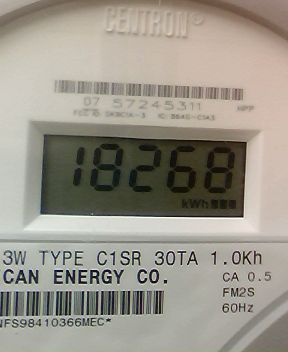 CENTRON®
07 57245311
18268
kWh
3W TYPE C1SR 30TA 1.0Kh
CAN ENERGY CO.
CA 0.5
FM2S
60Hz
NFS98410366MEC*